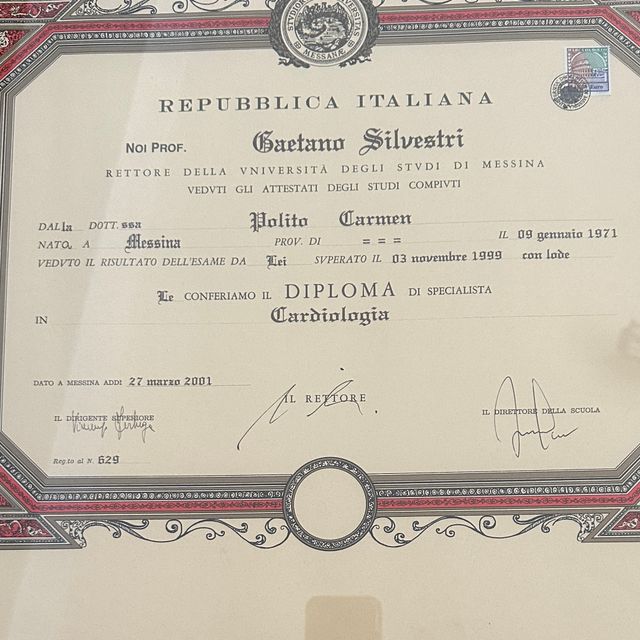 STUDIORUM UNIVERSITAS
MESSANÆ
REPUBBLICA ITALIANA
NOI PROF. Gaetano Silvestri
RETTORE DELLA VNIVERSITÀ DEGLI STVDI DI MESSINA
VEDVTI GLI ATTESTATI DEGLI STUDI COMPIVTI
DALla DOTT.ssa Polito Carmen
NATa A Messina PROV. DI = = = IL 09 gennaio 1971
VEDVTO IL RISULTATO DELL'ESAME DA Lei SVPERATO IL 03 novembre 1999 con lode
Le CONFERIAMO IL DIPLOMA DI SPECIALISTA
IN Cardiologia
DATO A MESSINA ADDI 27 marzo 2001
IL RETTORE
IL DIRIGENTE SUPERIORE
IL DIRETTORE DELLA SCUOLA
Reg.to al N. 629